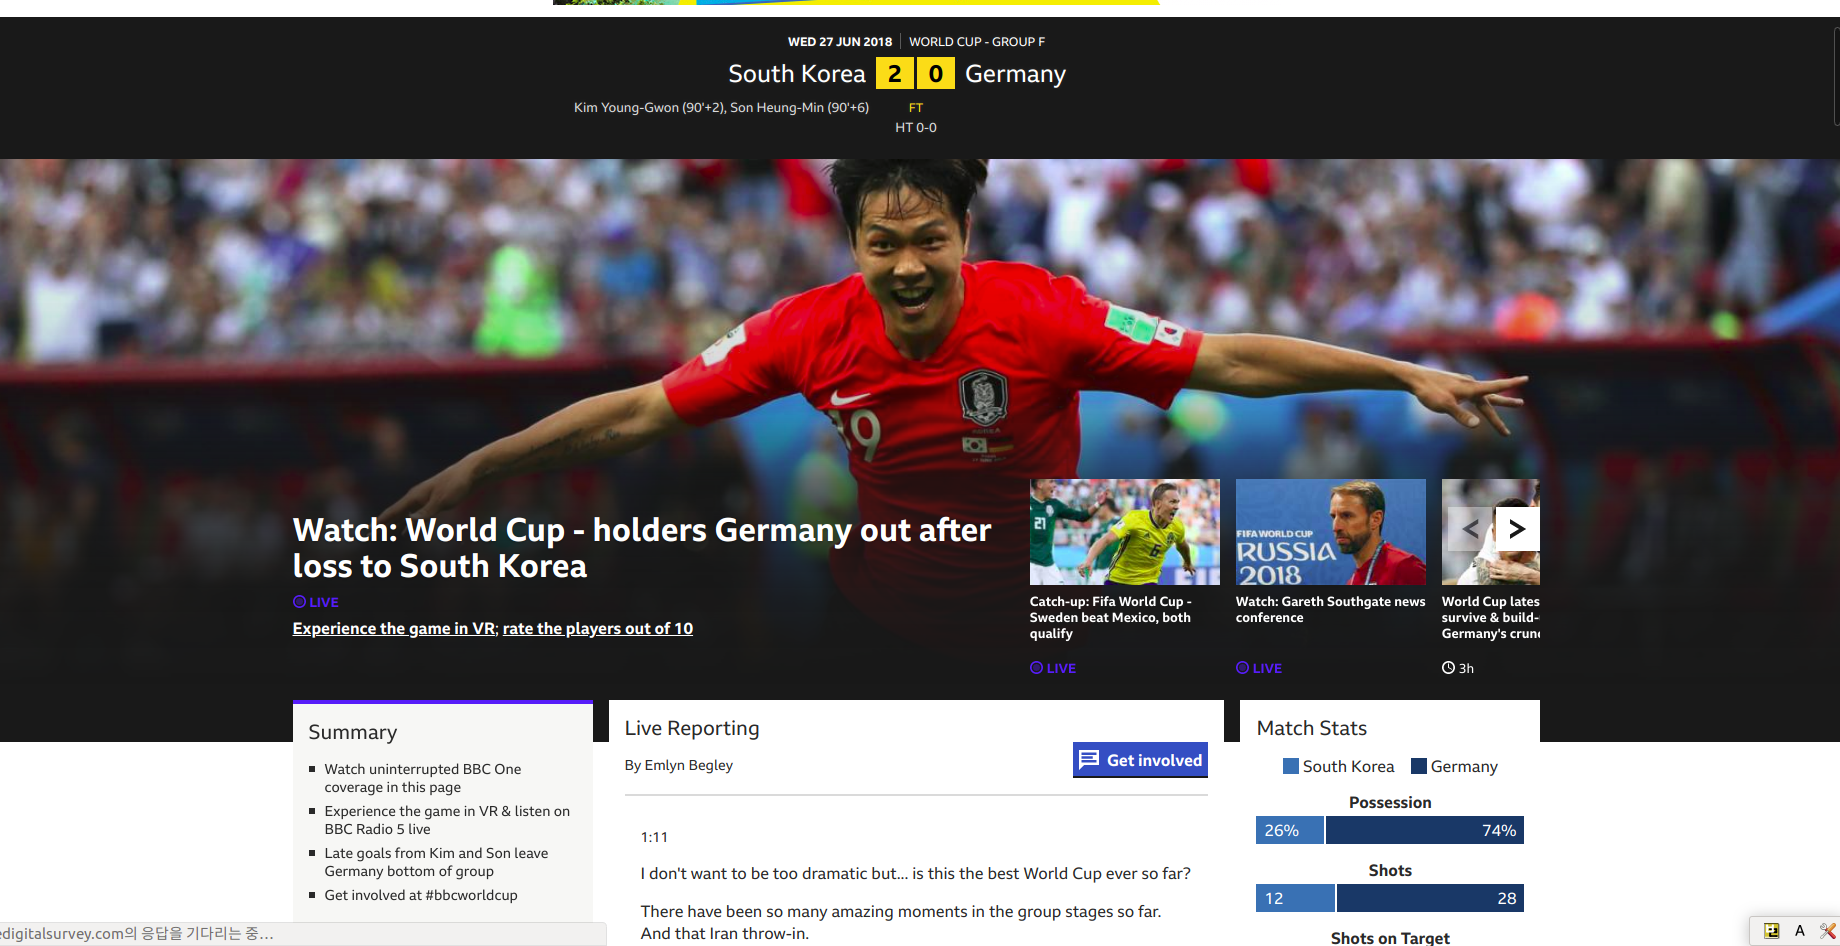 WED 27 JUN 2018 WORLD CUP - GROUP F
South Korea 2 0 Germany
Kim Young-Gwon (90'+2), Son Heung-Min (90'+6) FT
HT 0-0
19
KOREA
Watch: World Cup - holders Germany out after
loss to South Korea
LIVE
Experience the game in VR; rate the players out of 10
21
6
Catch-up: Fifa World Cup -
Sweden beat Mexico, both
qualify
LIVE
FIFA WORLD CUP
RUSSIA
2018
Watch: Gareth Southgate news
conference
LIVE
World Cup lates
survive & build-
Germany's crun
3h
Summary
Watch uninterrupted BBC One
coverage in this page
Experience the game in VR & listen on
BBC Radio 5 live
Late goals from Kim and Son leave
Germany bottom of group
Get involved at #bbcworldcup
Live Reporting
By Emlyn Begley
Get involved
1:11
I don't want to be too dramatic but... is this the best World Cup ever so far?
There have been so many amazing moments in the group stages so far.
And that Iran throw-in.
Match Stats
South Korea Germany
Possession
26% 74%
Shots
12 28
Shots on Target
edigitalsurvey.com의 응답을 기다리는 중...
A